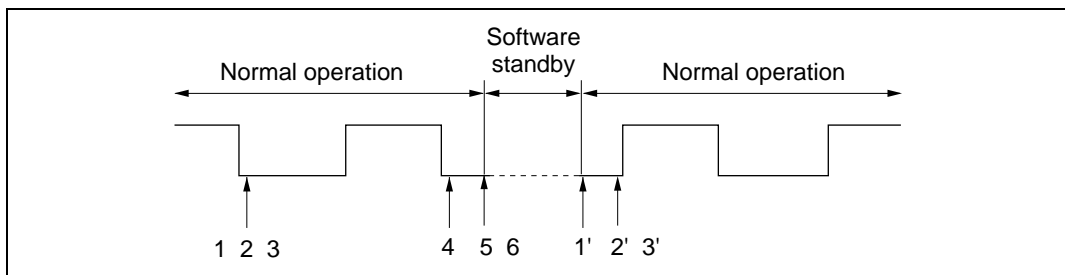 Software
standby
Normal operation
Normal operation
1 2 3
4
5 6
1'
2' 3'